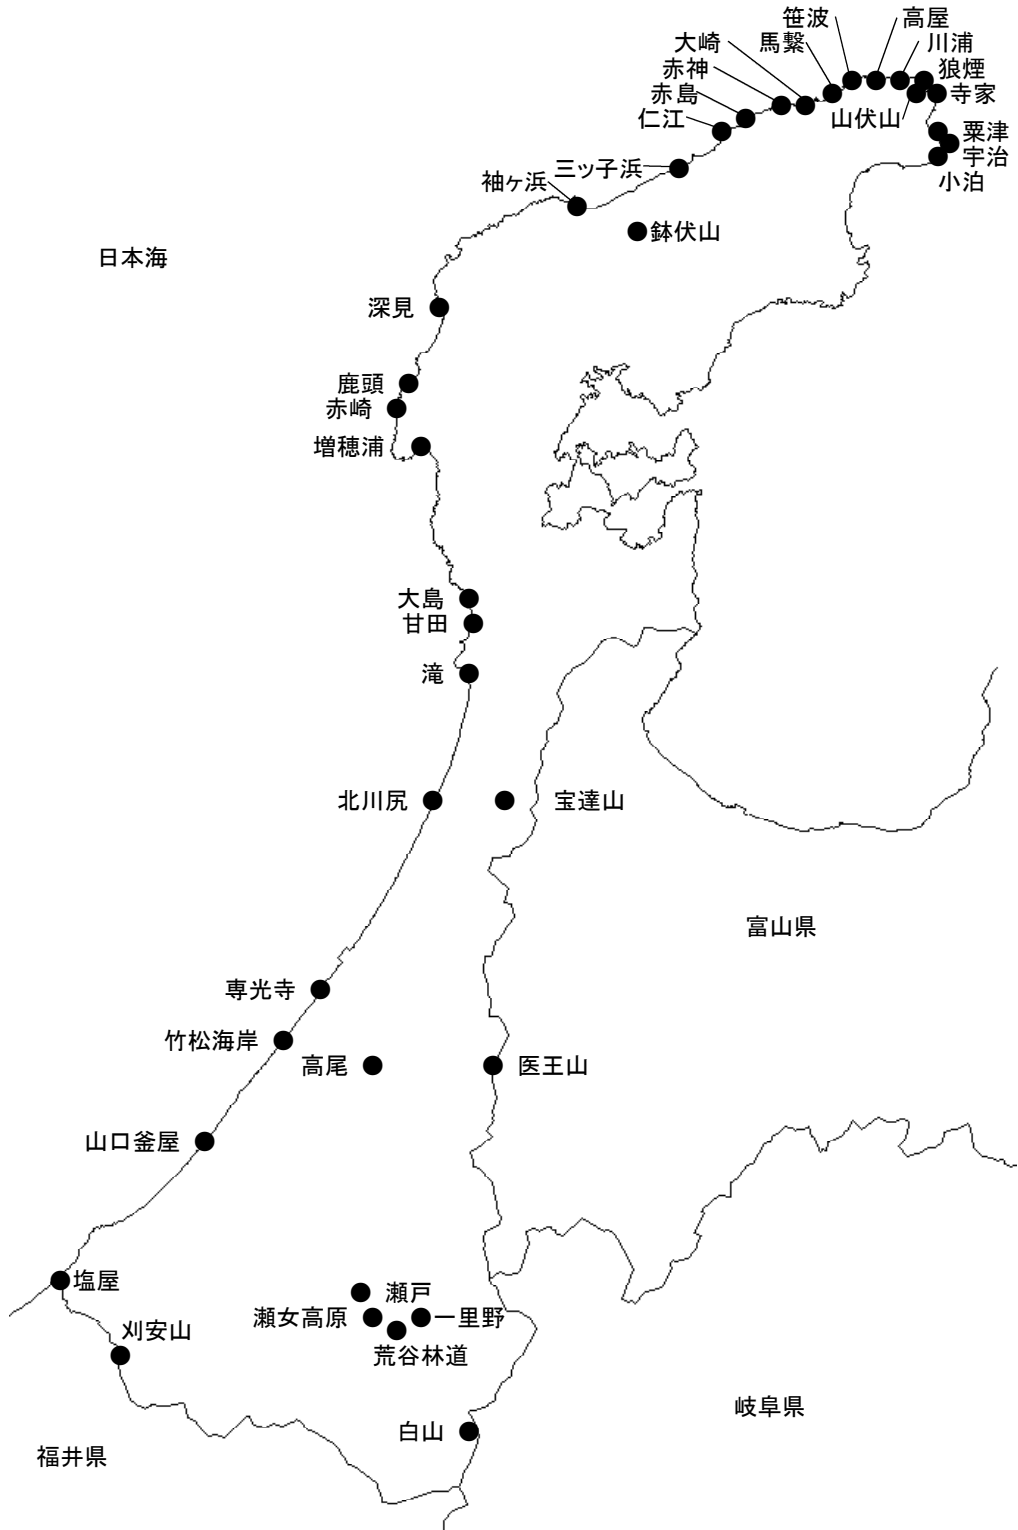 笹波
高屋
大崎
馬繋
川浦
赤神
狼煙
赤島
寺家
仁江
山伏山
粟津
三ッ子浜
宇治
袖ヶ浜
小泊
鉢伏山
日本海
深見
鹿頭
赤崎
増穂浦
大島
甘田
滝
北川尻
宝達山
富山県
専光寺
竹松海岸
高尾
医王山
山口釜屋
塩屋
瀬戸
瀬女高原
一里野
刈安山
荒谷林道
岐阜県
白山
福井県